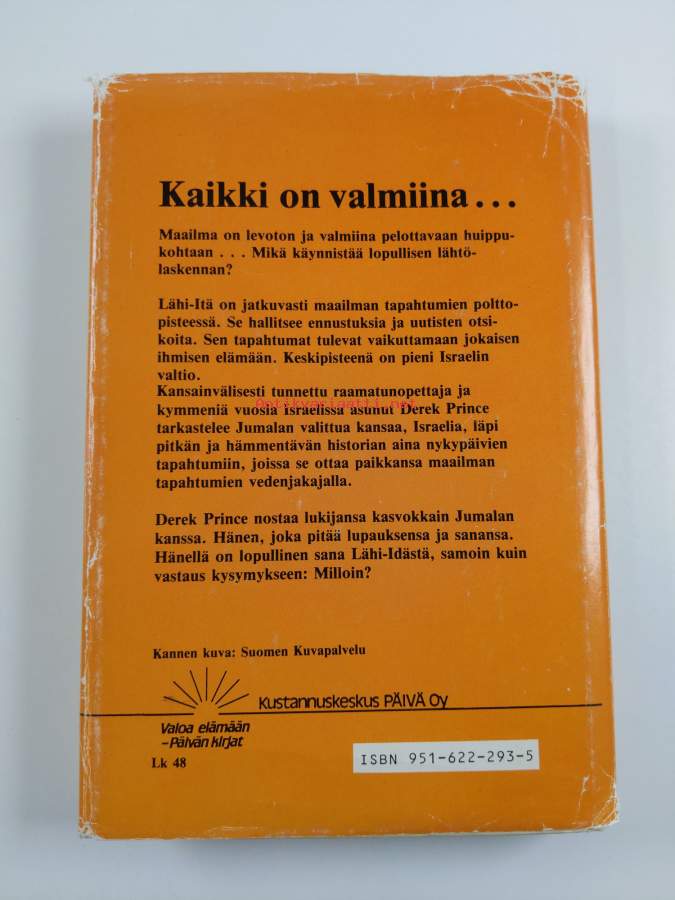 Kaikki on valmiina...
Maailma on levoton ja valmiina pelottavaan huippu-
kohtaan . . . Mikä käynnistää lopullisen lähtö-
laskennan?
Lähi-Itä on jatkuvasti maailman tapahtumien poltto-
pisteessä. Se hallitsee ennustuksia ja uutisten otsi-
koita. Sen tapahtumat tulevat vaikuttamaan jokaisen
ihmisen elämään. Keskipisteenä on pieni Israelin
valtio.
Kansainvälisesti tunnettu raamatunopettaja ja
Antikvariaatti.net
kymmeniä vuosia Israelissa asunut Derek Prince
tarkastelee Jumalan valittua kansaa, Israelia, läpi
pitkän ja hämmentävän historian aina nykypäivien
tapahtumiin, joissa se ottaa paikkansa maailman
tapahtumien vedenjakajalla.
Derek Prince nostaa lukijansa kasvokkain Jumalan
kanssa. Hänen, joka pitää lupauksensa ja sanansa.
Hänellä on lopullinen sana Lähi-Idästä, samoin kuin
vastaus kysymykseen: Milloin?
Kannen kuva: Suomen Kuvapalvelu
Kustannuskeskus PÄIVÄ Oy
Valoa elämään
–Päivän kirjat
ISBN 951-622-293-5
Lk 48